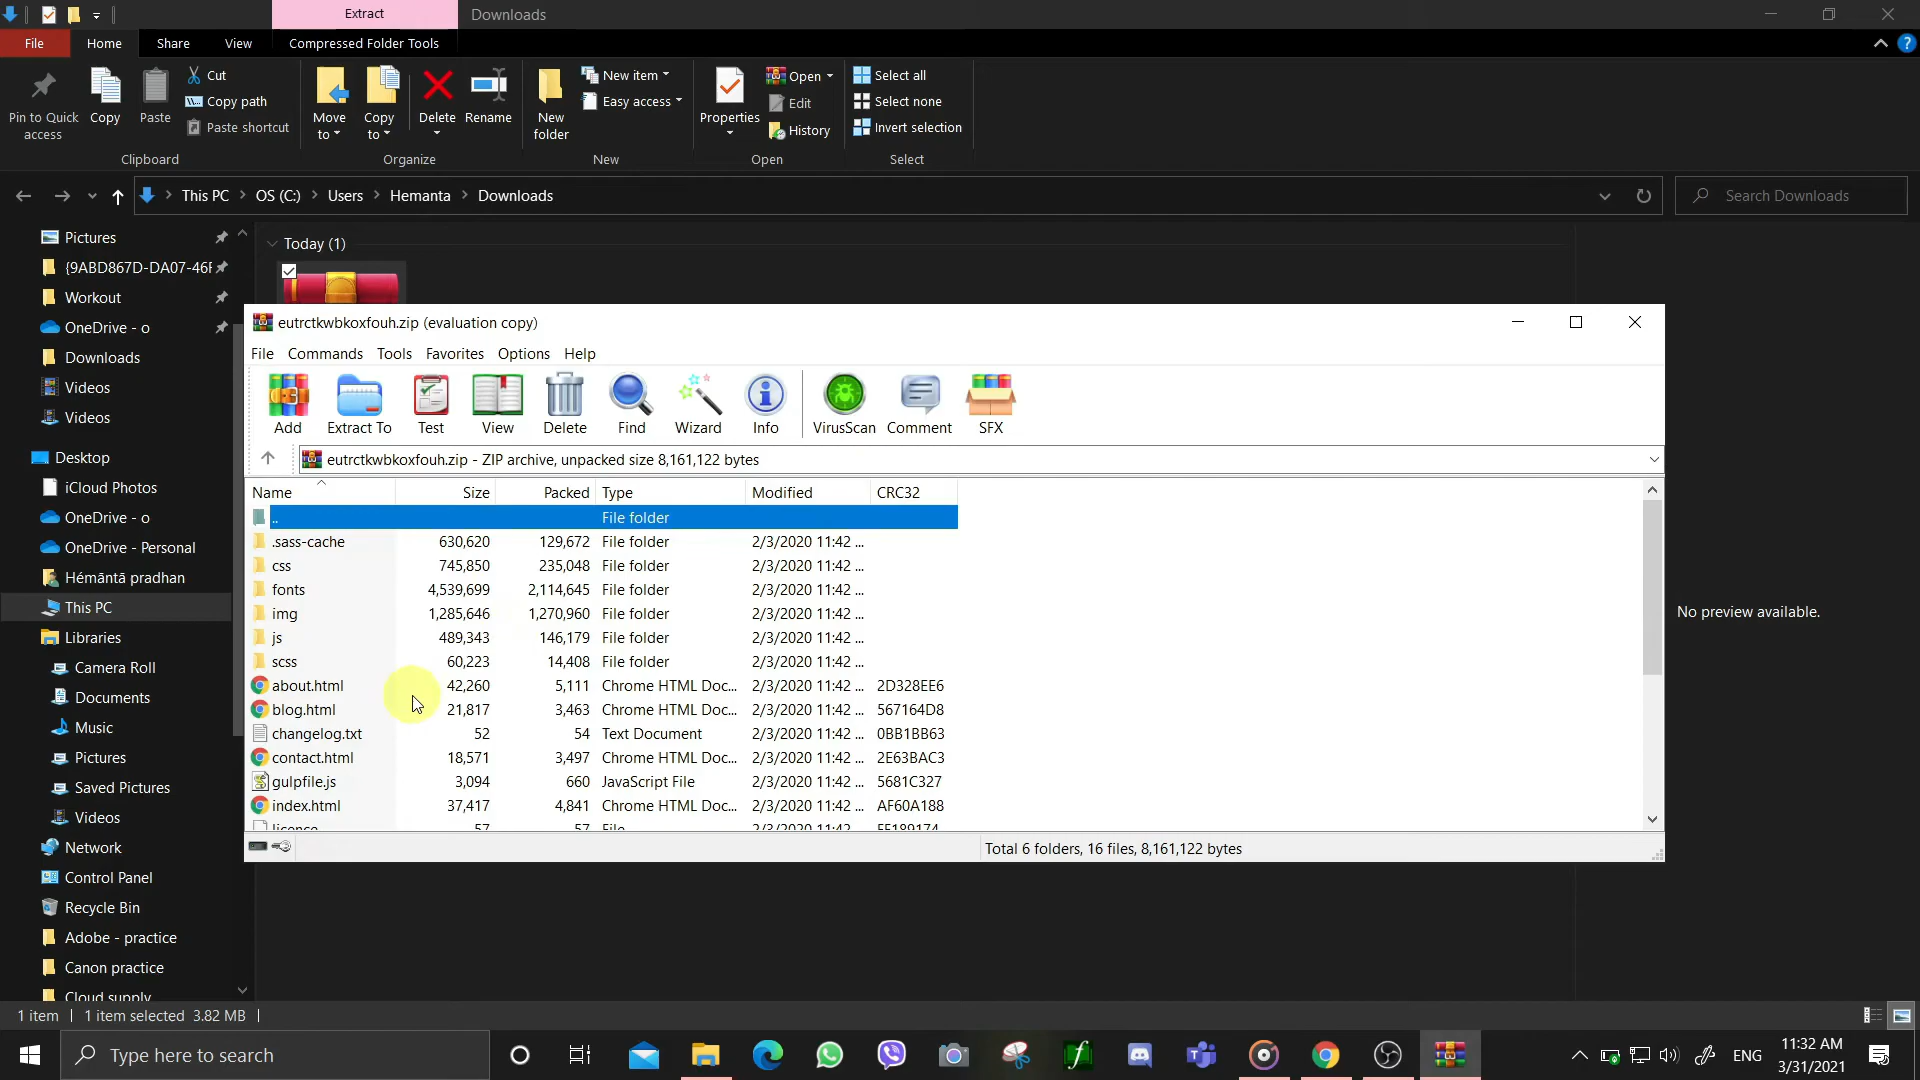 Extract
Downloads
File
Home
Share
View
Compressed Folder Tools
Pin to Quick access
Copy
Paste
Cut
Copy path
Paste shortcut
Move to
Copy to
Delete
Rename
New folder
New item
Easy access
Properties
Open
Edit
History
Select all
Select none
Invert selection
Clipboard
Organize
New
Open
Select
This PC
OS (C:)
Users
Hemanta
Downloads
Search Downloads
Pictures
{9ABD867D-DA07-46F
Workout
OneDrive - o
Downloads
Videos
Videos
Desktop
iCloud Photos
OneDrive - o
OneDrive - Personal
Hémāntā pradhan
This PC
Libraries
Camera Roll
Documents
Music
Pictures
Saved Pictures
Videos
Network
Control Panel
Recycle Bin
Adobe - practice
Canon practice
Cloud supply
Today (1)
eutrctkwbkoxfouh.zip (evaluation copy)
File Commands Tools Favorites Options Help
Add
Extract To
Test
View
Delete
Find
Wizard
Info
VirusScan
Comment
SFX
eutrctkwbkoxfouh.zip - ZIP archive, unpacked size 8,161,122 bytes
Name Size Packed Type Modified CRC32
.. File folder
.sass-cache 630,620 129,672 File folder 2/3/2020 11:42 ...
css 745,850 235,048 File folder 2/3/2020 11:42 ...
fonts 4,539,699 2,114,645 File folder 2/3/2020 11:42 ...
img 1,285,646 1,270,960 File folder 2/3/2020 11:42 ...
js 489,343 146,179 File folder 2/3/2020 11:42 ...
scss 60,223 14,408 File folder 2/3/2020 11:42 ...
about.html 42,260 5,111 Chrome HTML Doc... 2/3/2020 11:42 ... 2D328EE6
blog.html 21,817 3,463 Chrome HTML Doc... 2/3/2020 11:42 ... 567164D8
changelog.txt 52 54 Text Document 2/3/2020 11:42 ... 0BB1BB63
contact.html 18,571 3,497 Chrome HTML Doc... 2/3/2020 11:42 ... 2E63BAC3
gulpfile.js 3,094 660 JavaScript File 2/3/2020 11:42 ... 5681C327
index.html 37,417 4,841 Chrome HTML Doc... 2/3/2020 11:42 ... AF60A188
licence 57 57 File 2/3/2020 11:42 ...
Total 6 folders, 16 files, 8,161,122 bytes
No preview available.
1 item
1 item selected 3.82 MB
Type here to search
ENG
11:32 AM
3/31/2021